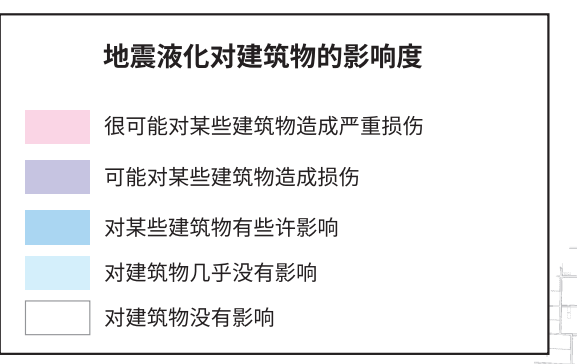 地震液化对建筑物的影响度
很可能对某些建筑物造成严重损伤
可能对某些建筑物造成损伤
对某些建筑物有些许影响
对建筑物几乎没有影响
对建筑物没有影响